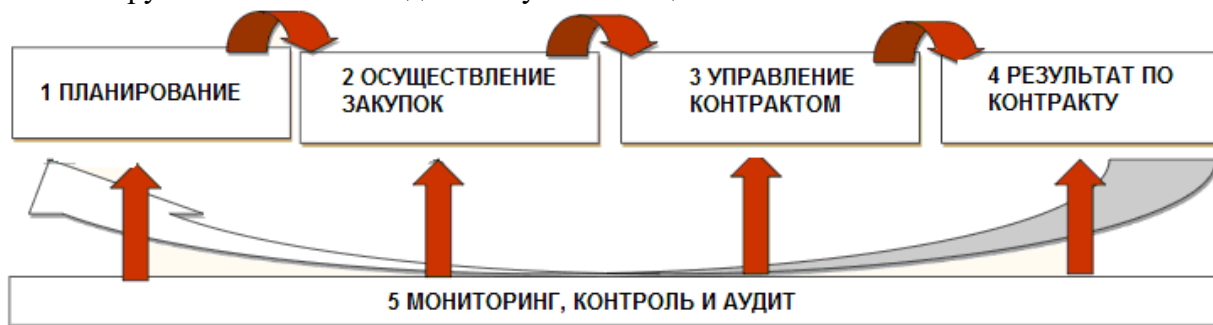 1 ПЛАНИРОВАНИЕ
2 ОСУЩЕСТВЛЕНИЕ
ЗАКУПОК
3 УПРАВЛЕНИЕ
КОНТРАКТОМ
4 РЕЗУЛЬТАТ ПО
КОНТРАКТУ
5 МОНИТОРИНГ, КОНТРОЛЬ И АУДИТ